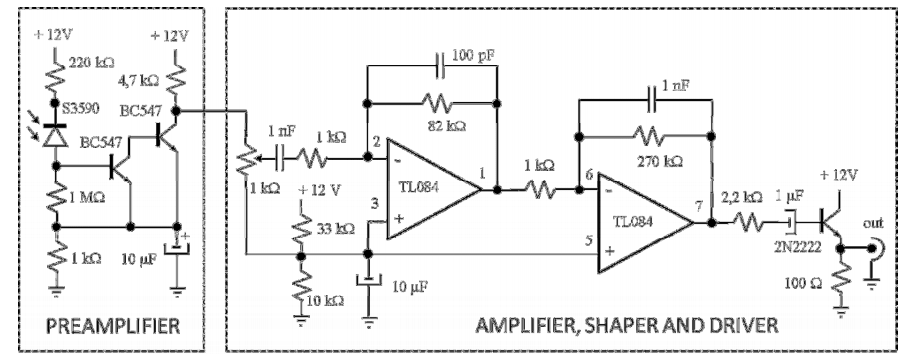 + 12V
+ 12V
220 kΩ
4,7 kΩ
S3590
BC547
BC547
1 MΩ
1 kΩ
10 µF
+
PREAMPLIFIER
100 pF
82 kΩ
1 nF
1 kΩ
1 kΩ
2
-
3
+
1
TL084
+ 12 V
33 kΩ
10 kΩ
10 µF
1 nF
270 kΩ
1 kΩ
6
-
5
+
7
TL084
2,2 kΩ
1 µF
+ 12V
2N2222
out
100 Ω
AMPLIFIER, SHAPER AND DRIVER